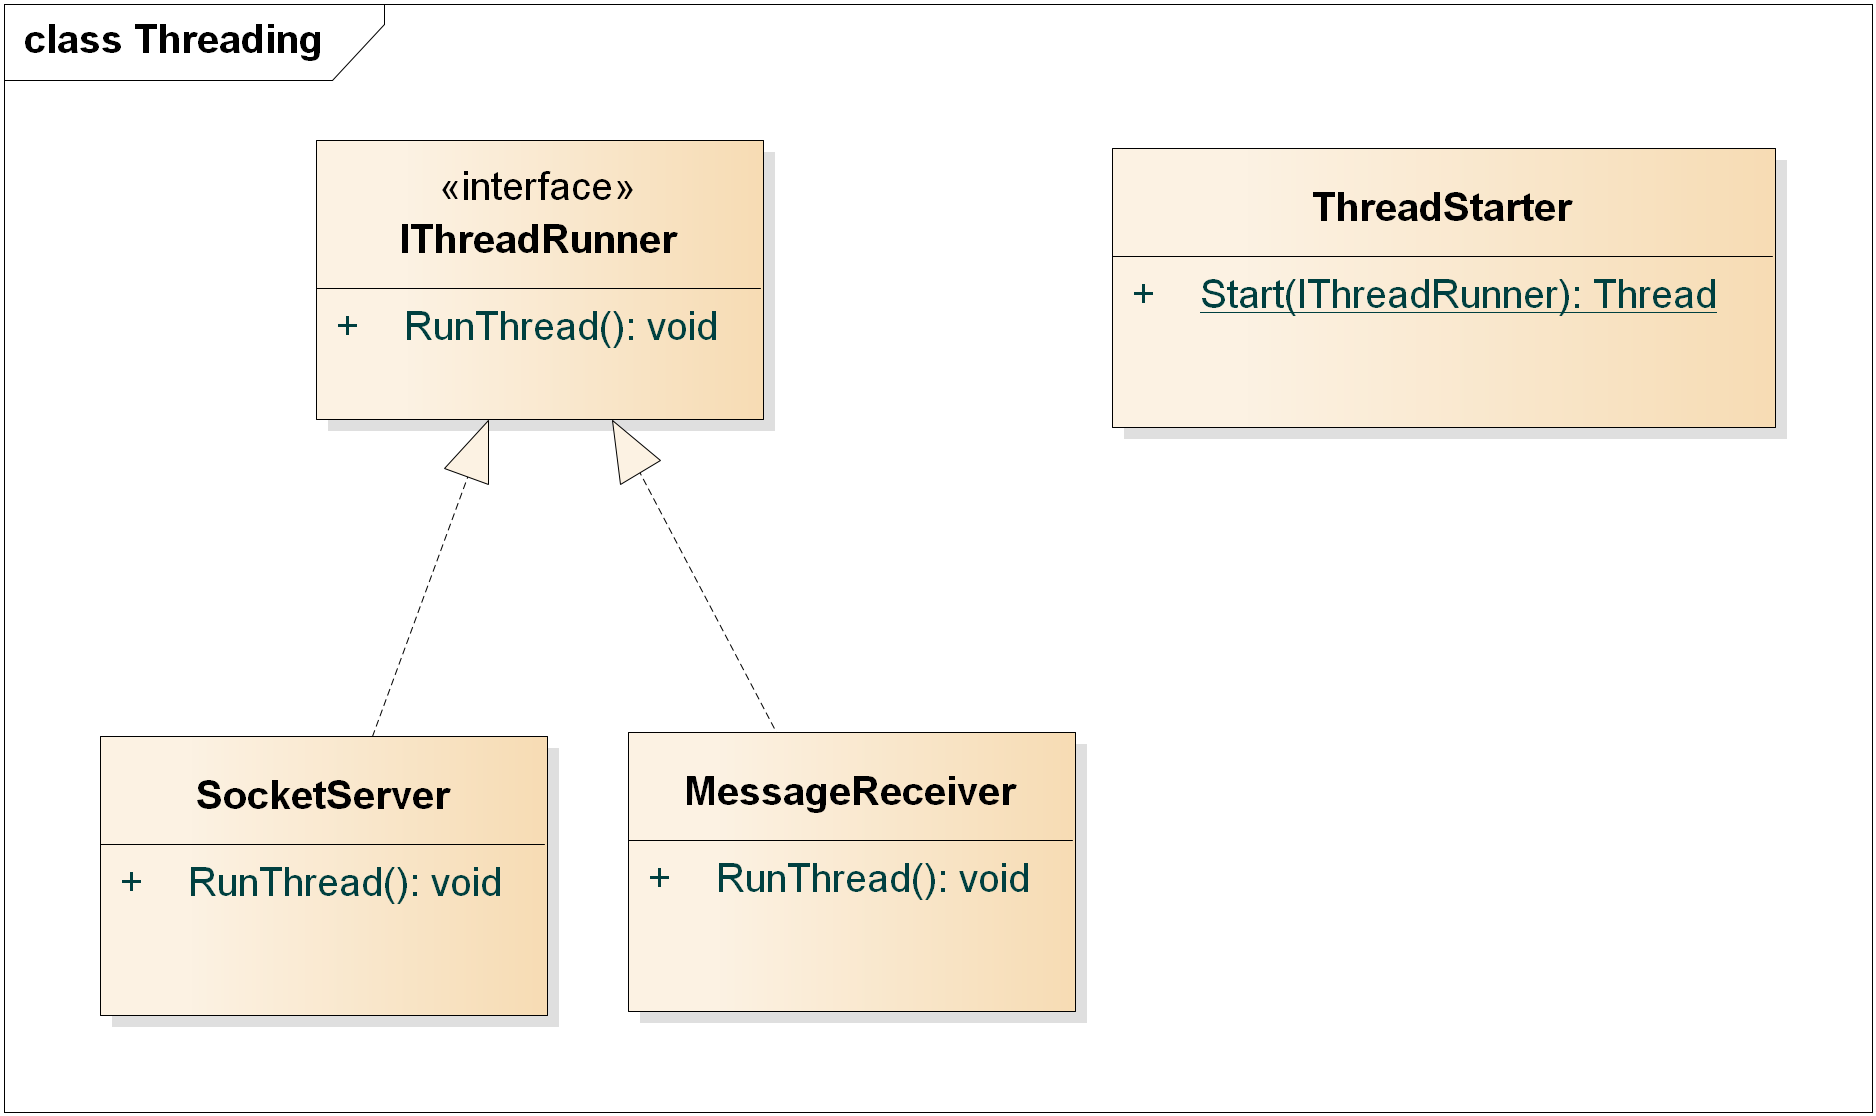 class Threading
«interface»
IThreadRunner
+ RunThread(): void
ThreadStarter
+ Start(IThreadRunner): Thread
SocketServer
+ RunThread(): void
MessageReceiver
+ RunThread(): void